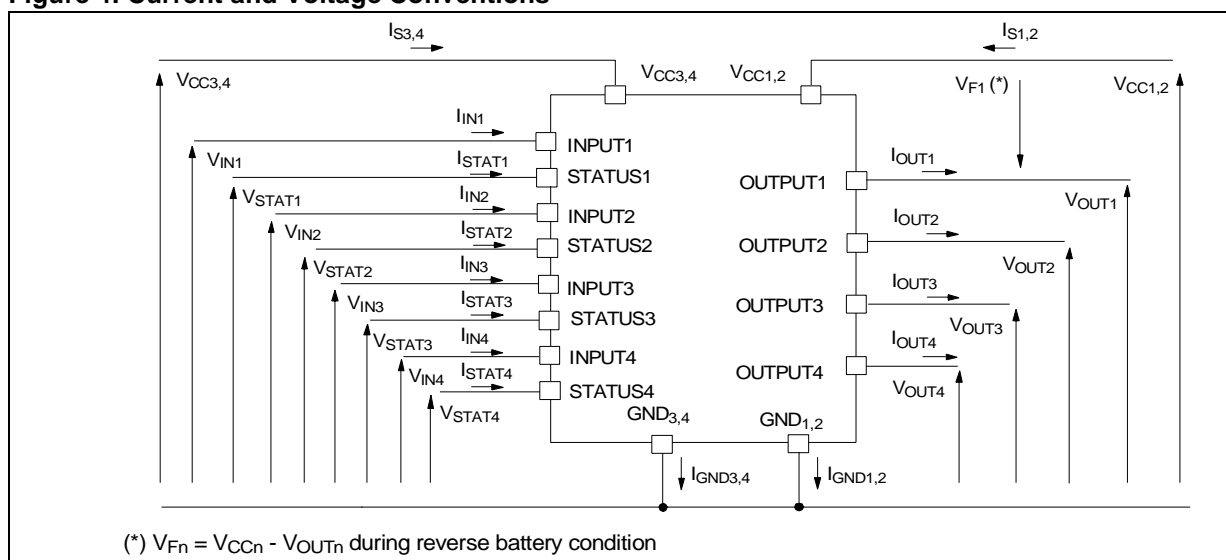 Figure 4. Current and Voltage Conventions
IS3,4
IS1,2
VCC3,4
VCC3,4
VCC1,2
VF1 (*)
VCC1,2
IIN1
INPUT1
VIN1
ISTAT1
STATUS1
IOUT1
OUTPUT1
VSTAT1
IIN2
INPUT2
VOUT1
IOUT2
VIN2
ISTAT2
STATUS2
OUTPUT2
VSTAT2
IIN3
INPUT3
VOUT2
IOUT3
VIN3
ISTAT3
STATUS3
OUTPUT3
VSTAT3
IIN4
INPUT4
VOUT3
IOUT4
VIN4
ISTAT4
STATUS4
OUTPUT4
VSTAT4
VOUT4
GND3,4
GND1,2
IGND3,4
IGND1,2
(*) VFn = VCCn - VOUTn during reverse battery condition